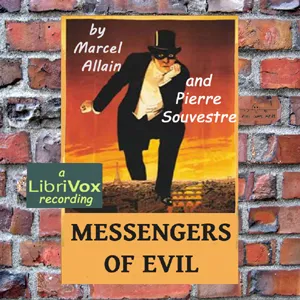 by
Marcel
Allain
and
Pierre
Souvestre
a
LibriVox
recording
MESSENGERS
OF EVIL